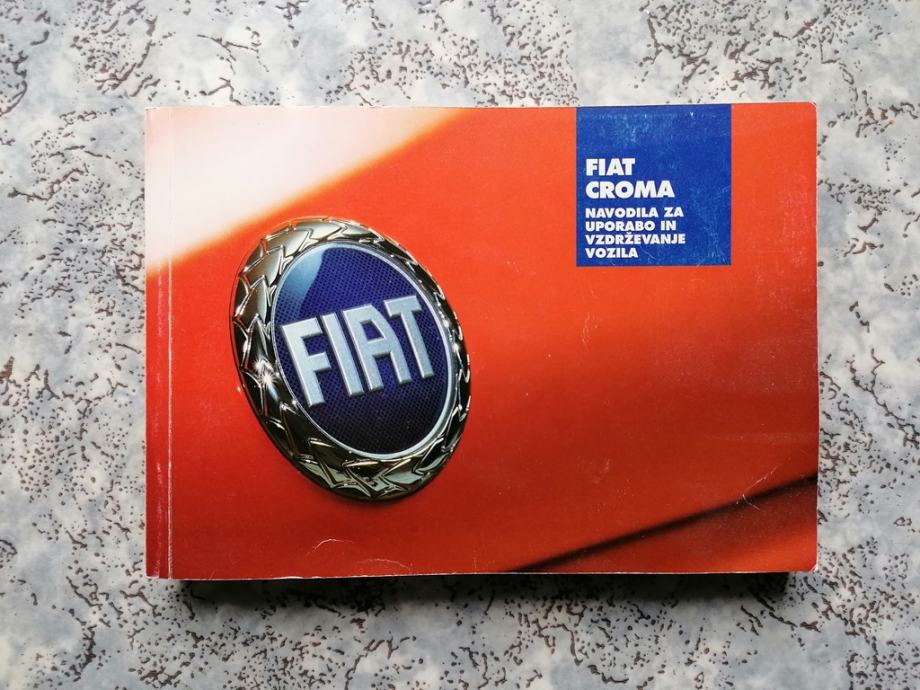 FIAT
CROMA
NAVODILA ZA
UPORABO IN
VZDRŽEVANJE
VOZILA
FIAT